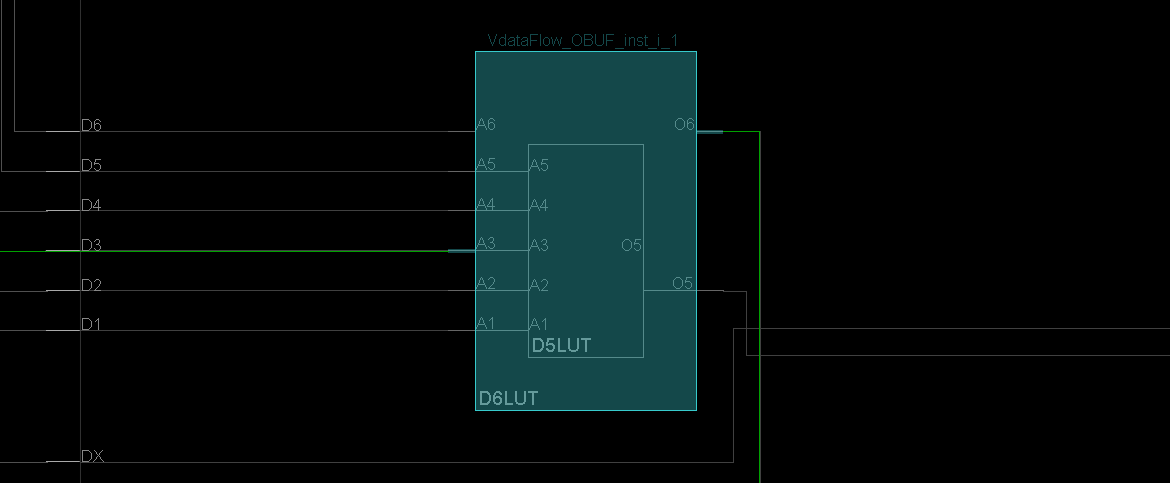 VdataFlow_OBUF_inst_i_1
D6 A6 O6
D5 A5 A5
D4 A4 A4
D3 A3 A3 O5
D2 A2 A2 O5
D1 A1 A1
D5LUT
D6LUT
DX